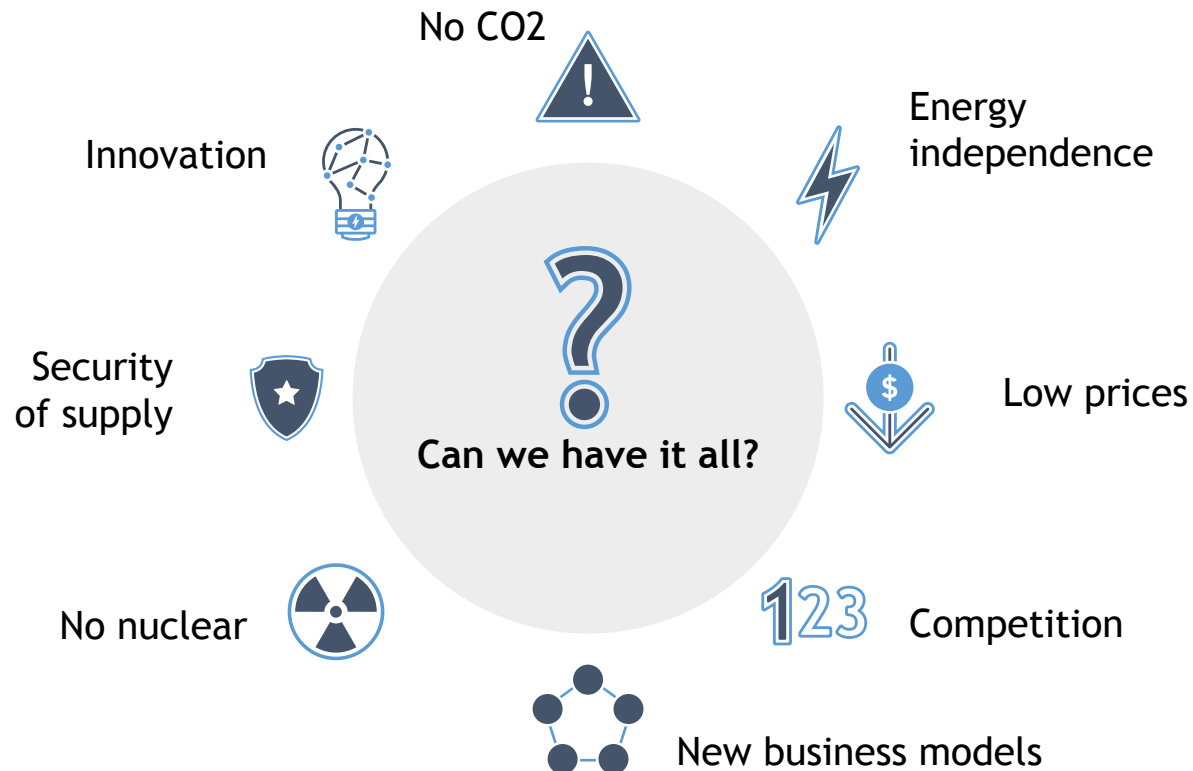 No CO2
!
Energy
independence
Innovation
?
$
Security
of supply
Low prices
Can we have it all?
No nuclear
123
Competition
New business models